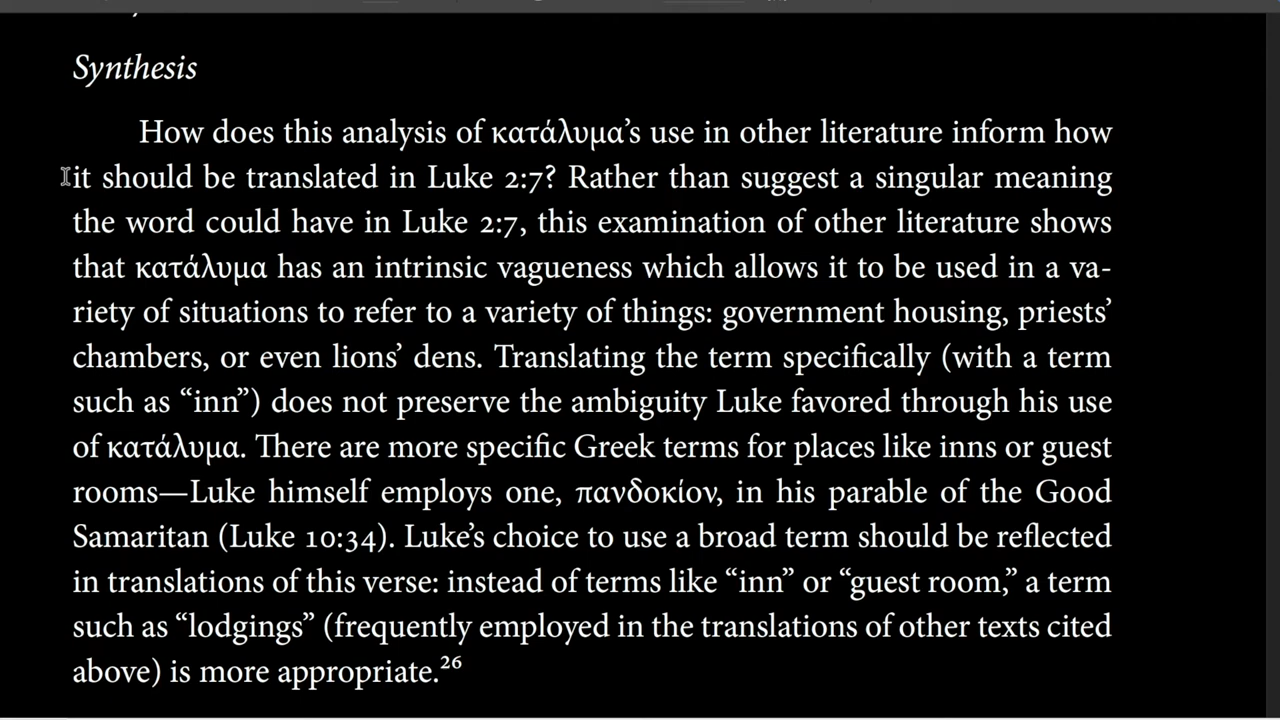 Synthesis
How does this analysis of κατάλυμα’s use in other literature inform how
it should be translated in Luke 2:7? Rather than suggest a singular meaning
the word could have in Luke 2:7, this examination of other literature shows
that κατάλυμα has an intrinsic vagueness which allows it to be used in a va-
riety of situations to refer to a variety of things: government housing, priests’
chambers, or even lions’ dens. Translating the term specifically (with a term
such as “inn”) does not preserve the ambiguity Luke favored through his use
of κατάλυμα. There are more specific Greek terms for places like inns or guest
rooms—Luke himself employs one, πανδοκίον, in his parable of the Good
Samaritan (Luke 10:34). Luke’s choice to use a broad term should be reflected
in translations of this verse: instead of terms like “inn” or “guest room,” a term
such as “lodgings” (frequently employed in the translations of other texts cited
above) is more appropriate.²⁶